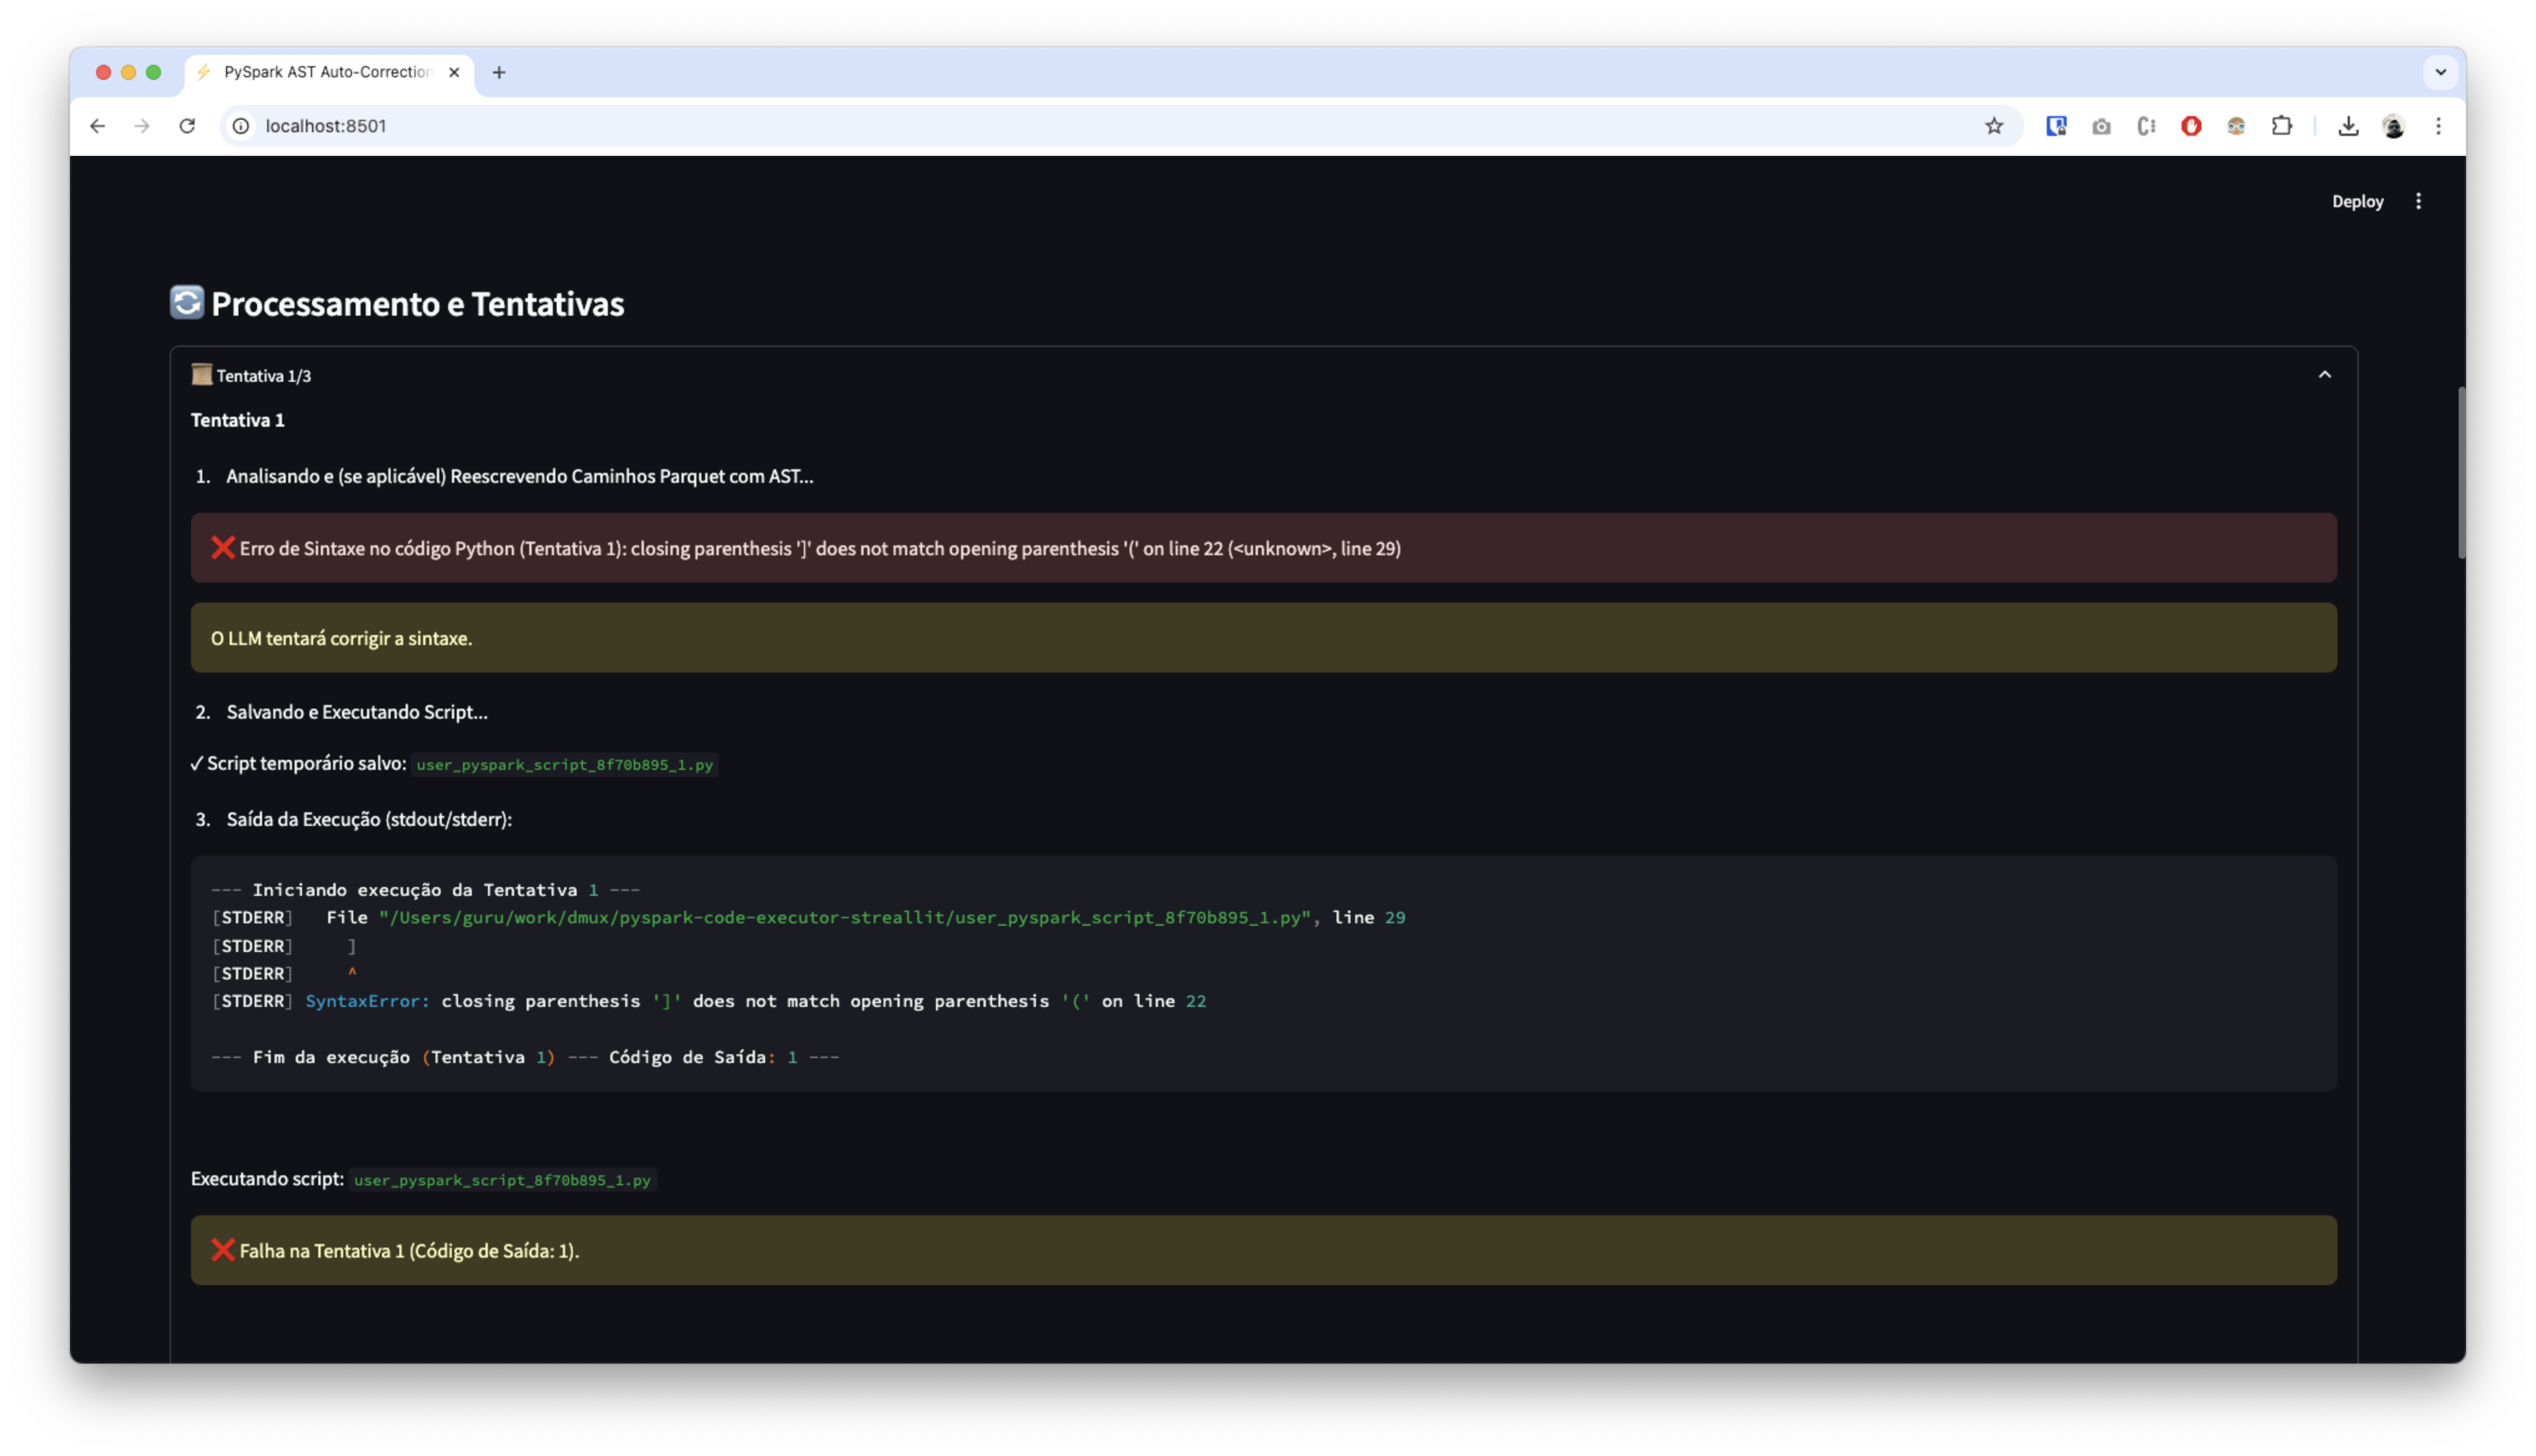 PySpark AST Auto-Correction
localhost:8501
Deploy
Processamento e Tentativas
Tentativa 1/3
Tentativa 1
1. Analisando e (se aplicável) Reescrevendo Caminhos Parquet com AST...
Erro de Sintaxe no código Python (Tentativa 1): closing parenthesis ']' does not match opening parenthesis '(' on line 22 (<unknown>, line 29)
O LLM tentará corrigir a sintaxe.
2. Salvando e Executando Script...
✓ Script temporário salvo: user_pyspark_script_8f70b895_1.py
3. Saída da Execução (stdout/stderr):
--- Iniciando execução da Tentativa 1 ---
[STDERR]   File "/Users/guru/work/dmux/pyspark-code-executor-streallit/user_pyspark_script_8f70b895_1.py", line 29
[STDERR]     ]
[STDERR]     ^
[STDERR] SyntaxError: closing parenthesis ']' does not match opening parenthesis '(' on line 22
--- Fim da execução (Tentativa 1) --- Código de Saída: 1 ---
Executando script: user_pyspark_script_8f70b895_1.py
Falha na Tentativa 1 (Código de Saída: 1).